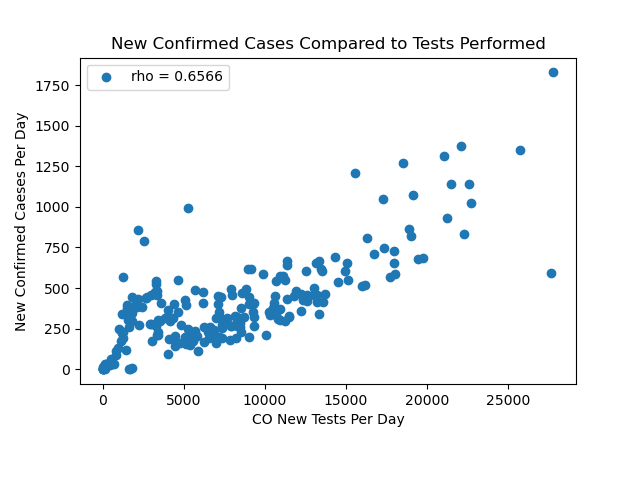 New Confirmed Cases Compared to Tests Performed
rho = 0.6566
New Confirmed Caeses Per Day
1750
1500
1250
1000
750
500
250
0
0 5000 10000 15000 20000 25000
CO New Tests Per Day